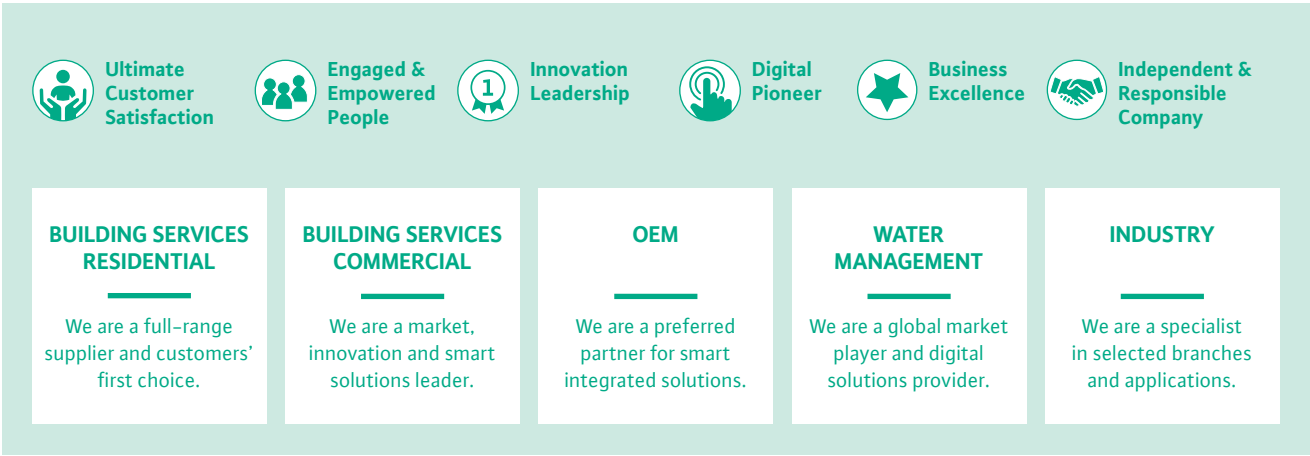 Ultimate
Customer
Satisfaction
Engaged &
Empowered
People
1
Innovation
Leadership
Digital
Pioneer
Business
Excellence
Independent &
Responsible
Company
BUILDING SERVICES
RESIDENTIAL
We are a full-range
supplier and customers’
first choice.
BUILDING SERVICES
COMMERCIAL
We are a market,
innovation and smart
solutions leader.
OEM
We are a preferred
partner for smart
integrated solutions.
WATER
MANAGEMENT
We are a global market
player and digital
solutions provider.
INDUSTRY
We are a specialist
in selected branches
and applications.